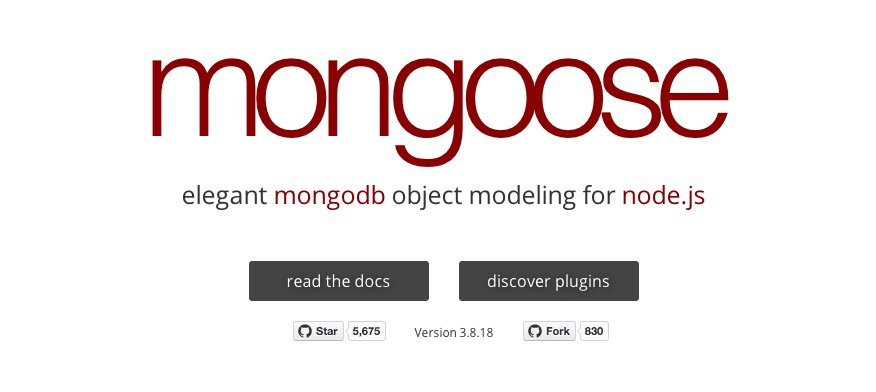 mongoose
elegant mongodb object modeling for node.js
read the docs discover plugins
Star 5,675 Version 3.8.18 Fork 830